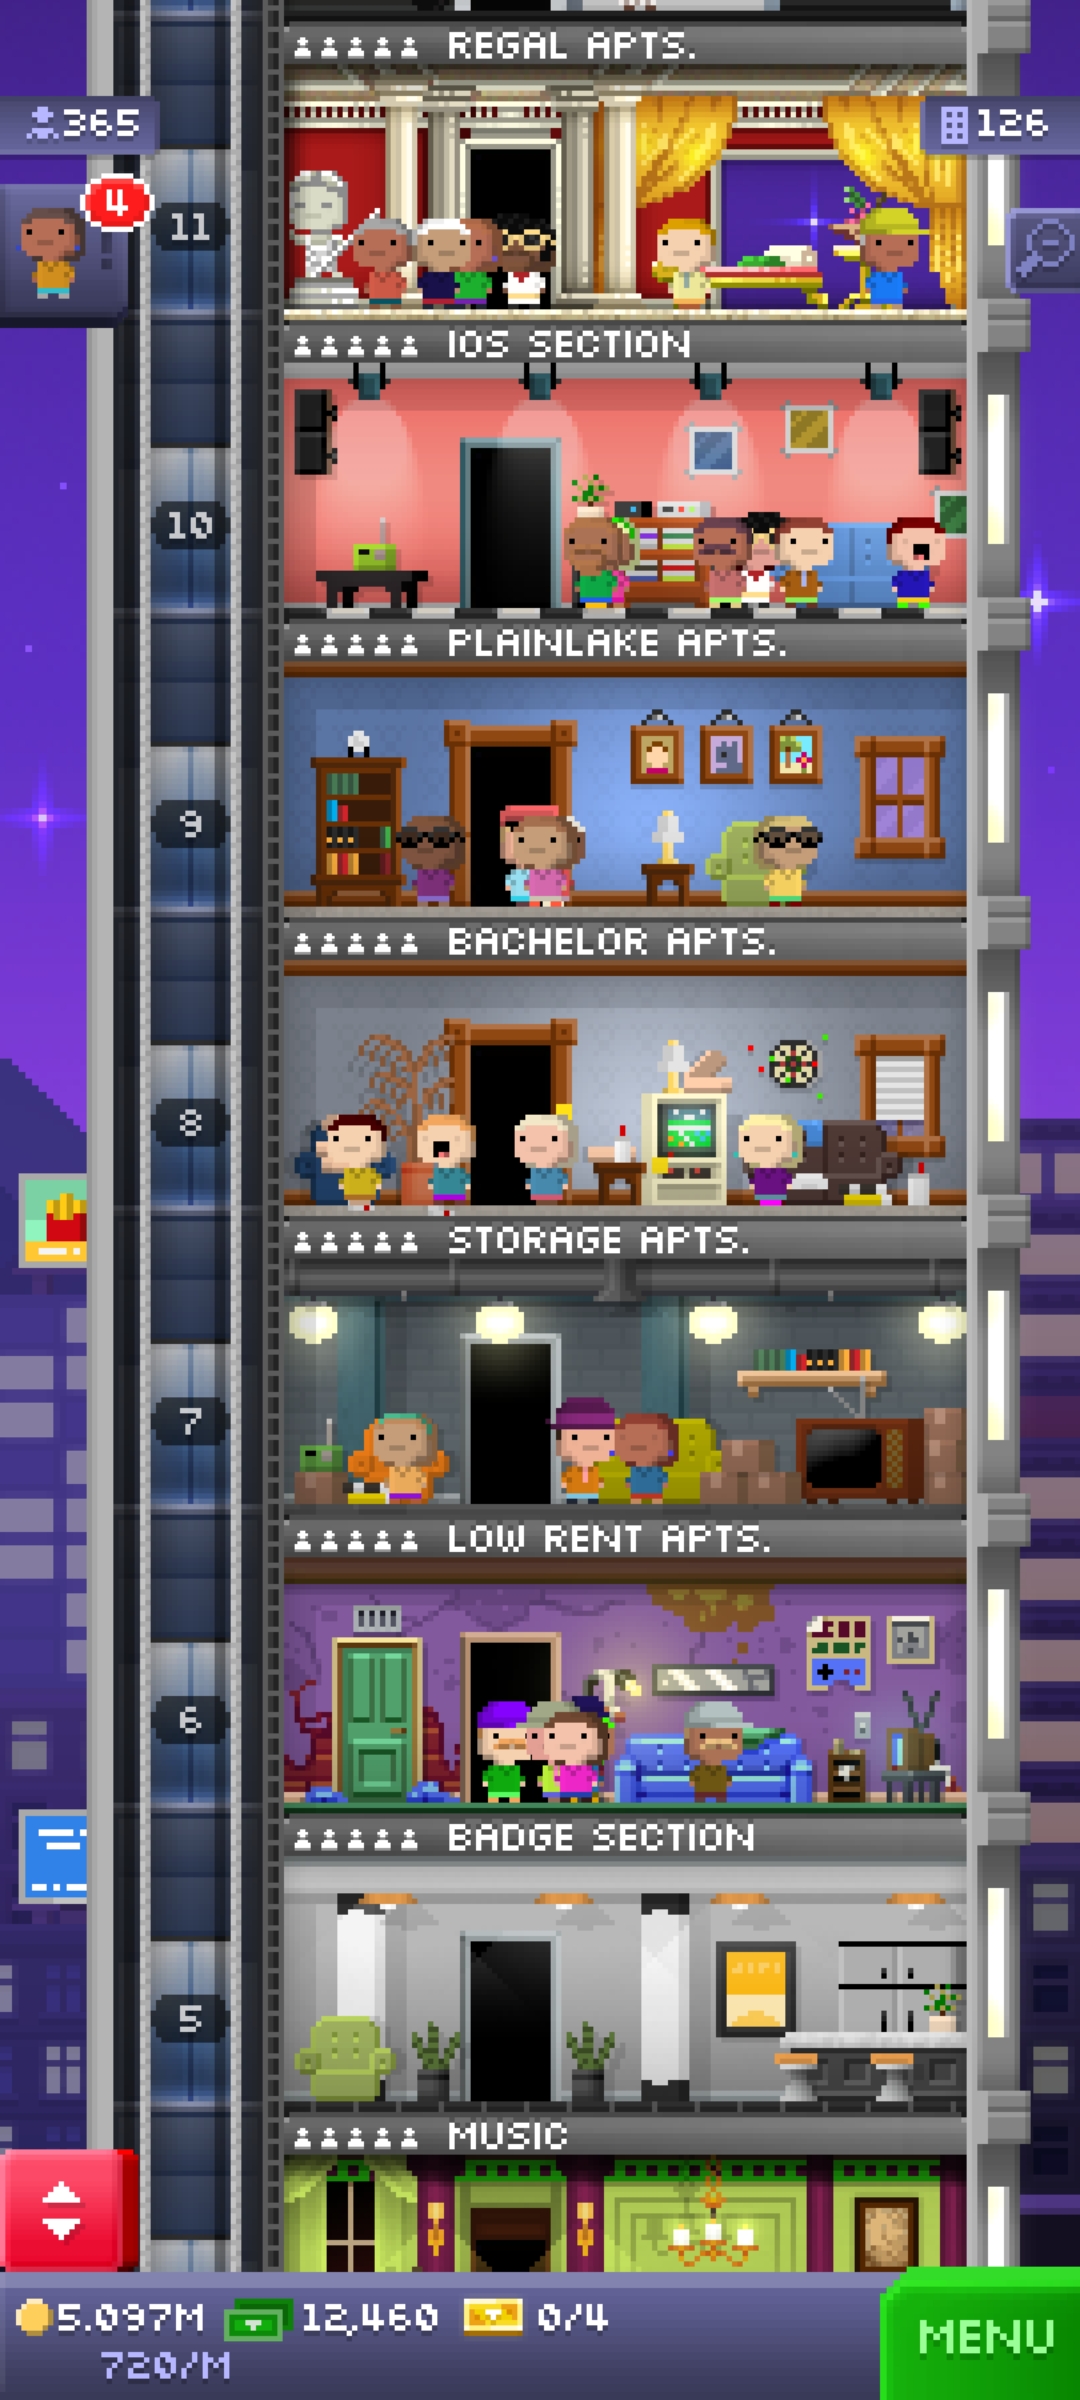 REGAL APTS.
365
126
4
11
IOS SECTION
10
PLAINLAKE APTS.
9
BACHELOR APTS.
8
STORAGE APTS.
7
LOW RENT APTS.
6
BADGE SECTION
5
MUSIC
5.097M 12,460 0/4
720/M
MENU